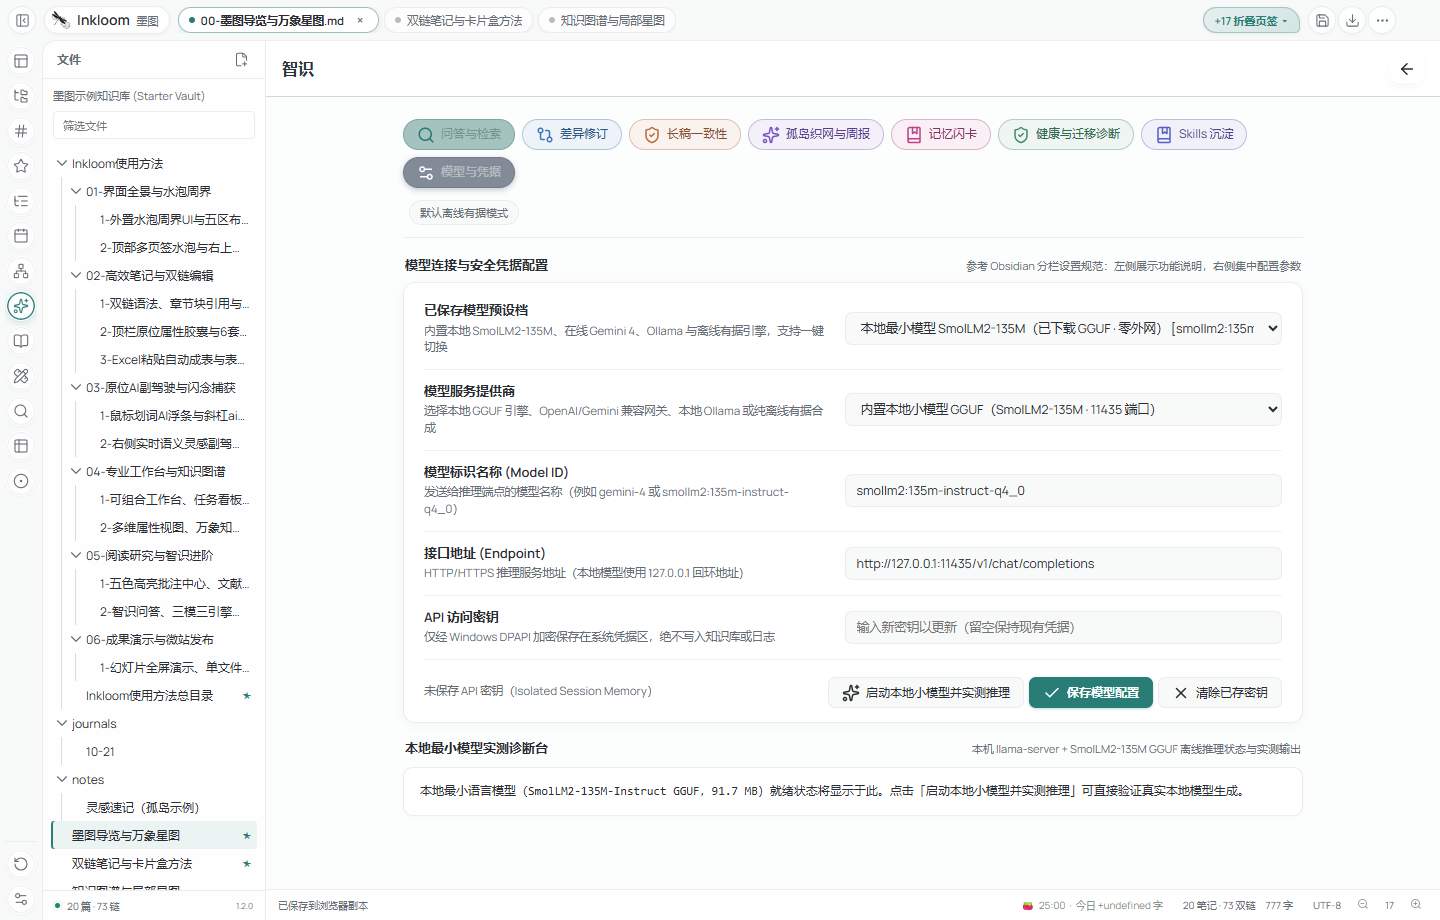 Inkloom 墨图
00-墨图导览与万象星图.md ×
双链笔记与卡片盒方法
知识图谱与局部星图
+17 折叠页签
文件
墨图示例知识库 (Starter Vault)
筛选文件
Inkloom使用方法
01-界面全景与水泡周界
1-外置水泡周界UI与五区布...
2-顶部多页签水泡与右上...
02-高效笔记与双链编辑
1-双链语法、章节块引用与...
2-顶栏原位属性胶囊与6套...
3-Excel粘贴自动成表与表...
03-原位AI副驾驶与闪念捕获
1-鼠标划词AI浮条与斜杠ai...
2-右侧实时语义灵感副驾...
04-专业工作台与知识图谱
1-可组合工作台、任务看板...
2-多维属性视图、万象知...
05-阅读研究与智识进阶
1-五色高亮批注中心、文献...
2-智识问答、三模三引擎...
06-成果演示与微站发布
1-幻灯片全屏演示、单文件...
Inkloom使用方法总目录
journals
10-21
notes
灵感速记（孤岛示例）
墨图导览与万象星图
双链笔记与卡片盒方法
知识图谱与局部星图
20 篇 · 73 链 1.2.0
智识
问答与检索
差异修订
长稿一致性
孤岛织网与周报
记忆闪卡
健康与迁移诊断
Skills 沉淀
模型与凭据
默认离线有据模式
模型连接与安全凭据配置
参考 Obsidian 分栏设置规范：左侧展示功能说明，右侧集中配置参数
已保存模型预设档
内置本地 SmolLM2-135M、在线 Gemini 4、Ollama 与离线有据引擎，支持一键
切换
本地最小模型 SmolLM2-135M（已下载 GGUF · 零外网） [smollm2:135m
模型服务提供商
选择本地 GGUF 引擎、OpenAI/Gemini 兼容网关、本地 Ollama 或纯离线有据合
成
内置本地小模型 GGUF（SmolLM2-135M · 11435 端口）
模型标识名称 (Model ID)
发送给推理端点的模型名称（例如 gemini-4 或 smollm2:135m-instruct-
q4_0）
smollm2:135m-instruct-q4_0
接口地址 (Endpoint)
HTTP/HTTPS 推理服务地址（本地模型使用 127.0.0.1 回环地址）
http://127.0.0.1:11435/v1/chat/completions
API 访问密钥
仅经 Windows DPAPI 加密保存在系统凭据区，绝不写入知识库或日志
输入新密钥以更新（留空保持现有凭据）
未保存 API 密钥（Isolated Session Memory）
启动本地小模型并实测推理
保存模型配置
清除已存密钥
本地最小模型实测诊断台
本机 llama-server + SmolLM2-135M GGUF 离线推理状态与实测输出
本地最小语言模型（SmolLM2-135M-Instruct GGUF，91.7 MB）就绪状态将显示于此。点击「启动本地小模型并实测推理」可直接验证真实本地模型生成。
已保存到浏览器副本
25:00 · 今日 +undefined 字
20 笔记 · 73 双链
777 字
UTF-8
17